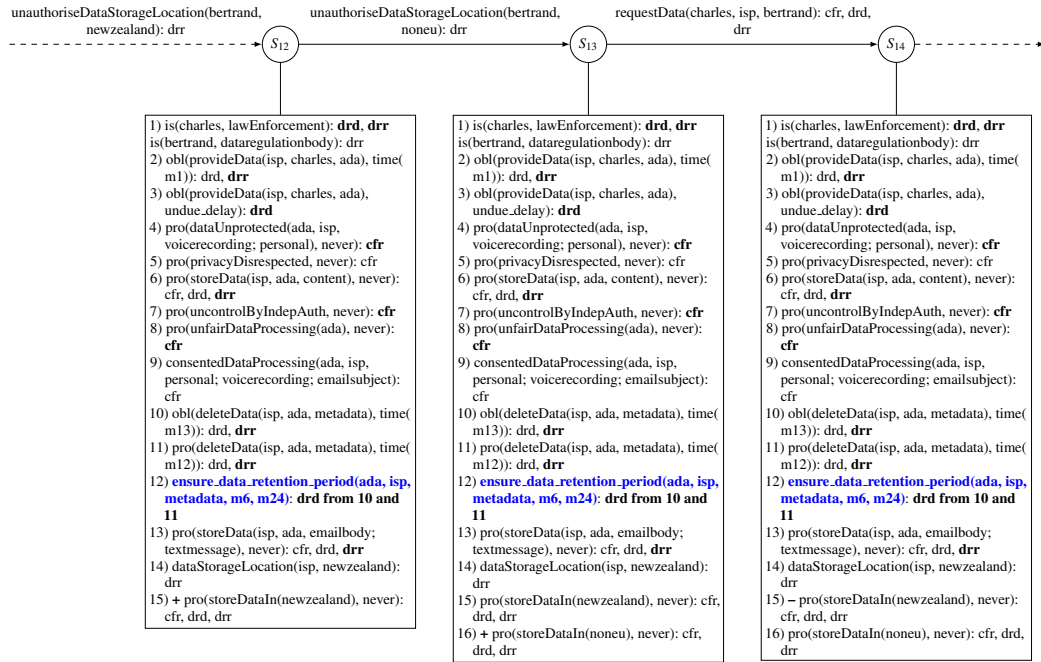 unauthoriseDataStorageLocation(bertrand,
newzealand): drr
unauthoriseDataStorageLocation(bertrand,
noneu): drr
requestData(charles, isp, bertrand): cfr, drd,
drr
S12
S13
S14
1) is(charles, lawEnforcement): drd, drr
is(bertrand, dataregulationbody): drr
2) obl(provideData(isp, charles, ada), time(
m1)): drd, drr
3) obl(provideData(isp, charles, ada),
undue_delay): drd
4) pro(dataUnprotected(ada, isp,
voicerecording; personal), never): cfr
5) pro(privacyDisrespected, never): cfr
6) pro(storeData(isp, ada, content), never):
cfr, drd, drr
7) pro(uncontrolByIndepAuth, never): cfr
8) pro(unfairDataProcessing(ada), never):
cfr
9) consentedDataProcessing(ada, isp,
personal; voicerecording; emailsubject):
cfr
10) obl(deleteData(isp, ada, metadata), time(
m13)): drd, drr
11) pro(deleteData(isp, ada, metadata), time(
m12)): drd, drr
12) ensure_data_retention_period(ada, isp,
metadata, m6, m24): drd from 10 and
11
13) pro(storeData(isp, ada, emailbody;
textmessage), never): cfr, drd, drr
14) dataStorageLocation(isp, newzealand):
drr
15) + pro(storeDataIn(newzealand), never):
cfr, drd, drr
1) is(charles, lawEnforcement): drd, drr
is(bertrand, dataregulationbody): drr
2) obl(provideData(isp, charles, ada), time(
m1)): drd, drr
3) obl(provideData(isp, charles, ada),
undue_delay): drd
4) pro(dataUnprotected(ada, isp,
voicerecording; personal), never): cfr
5) pro(privacyDisrespected, never): cfr
6) pro(storeData(isp, ada, content), never):
cfr, drd, drr
7) pro(uncontrolByIndepAuth, never): cfr
8) pro(unfairDataProcessing(ada), never):
cfr
9) consentedDataProcessing(ada, isp,
personal; voicerecording; emailsubject):
cfr
10) obl(deleteData(isp, ada, metadata), time(
m13)): drd, drr
11) pro(deleteData(isp, ada, metadata), time(
m12)): drd, drr
12) ensure_data_retention_period(ada, isp,
metadata, m6, m24): drd from 10 and
11
13) pro(storeData(isp, ada, emailbody;
textmessage), never): cfr, drd, drr
14) dataStorageLocation(isp, newzealand):
drr
15) pro(storeDataIn(newzealand), never): cfr,
drd, drr
16) + pro(storeDataIn(noneu), never): cfr,
drd, drr
1) is(charles, lawEnforcement): drd, drr
is(bertrand, dataregulationbody): drr
2) obl(provideData(isp, charles, ada), time(
m1)): drd, drr
3) obl(provideData(isp, charles, ada),
undue_delay): drd
4) pro(dataUnprotected(ada, isp,
voicerecording; personal), never): cfr
5) pro(privacyDisrespected, never): cfr
6) pro(storeData(isp, ada, content), never):
cfr, drd, drr
7) pro(uncontrolByIndepAuth, never): cfr
8) pro(unfairDataProcessing(ada), never):
cfr
9) consentedDataProcessing(ada, isp,
personal; voicerecording; emailsubject):
cfr
10) obl(deleteData(isp, ada, metadata), time(
m13)): drd, drr
11) pro(deleteData(isp, ada, metadata), time(
m12)): drd, drr
12) ensure_data_retention_period(ada, isp,
metadata, m6, m24): drd from 10 and
11
13) pro(storeData(isp, ada, emailbody;
textmessage), never): cfr, drd, drr
14) dataStorageLocation(isp, newzealand):
drr
15) − pro(storeDataIn(newzealand), never):
cfr, drd, drr
16) pro(storeDataIn(noneu), never): cfr, drd,
drr